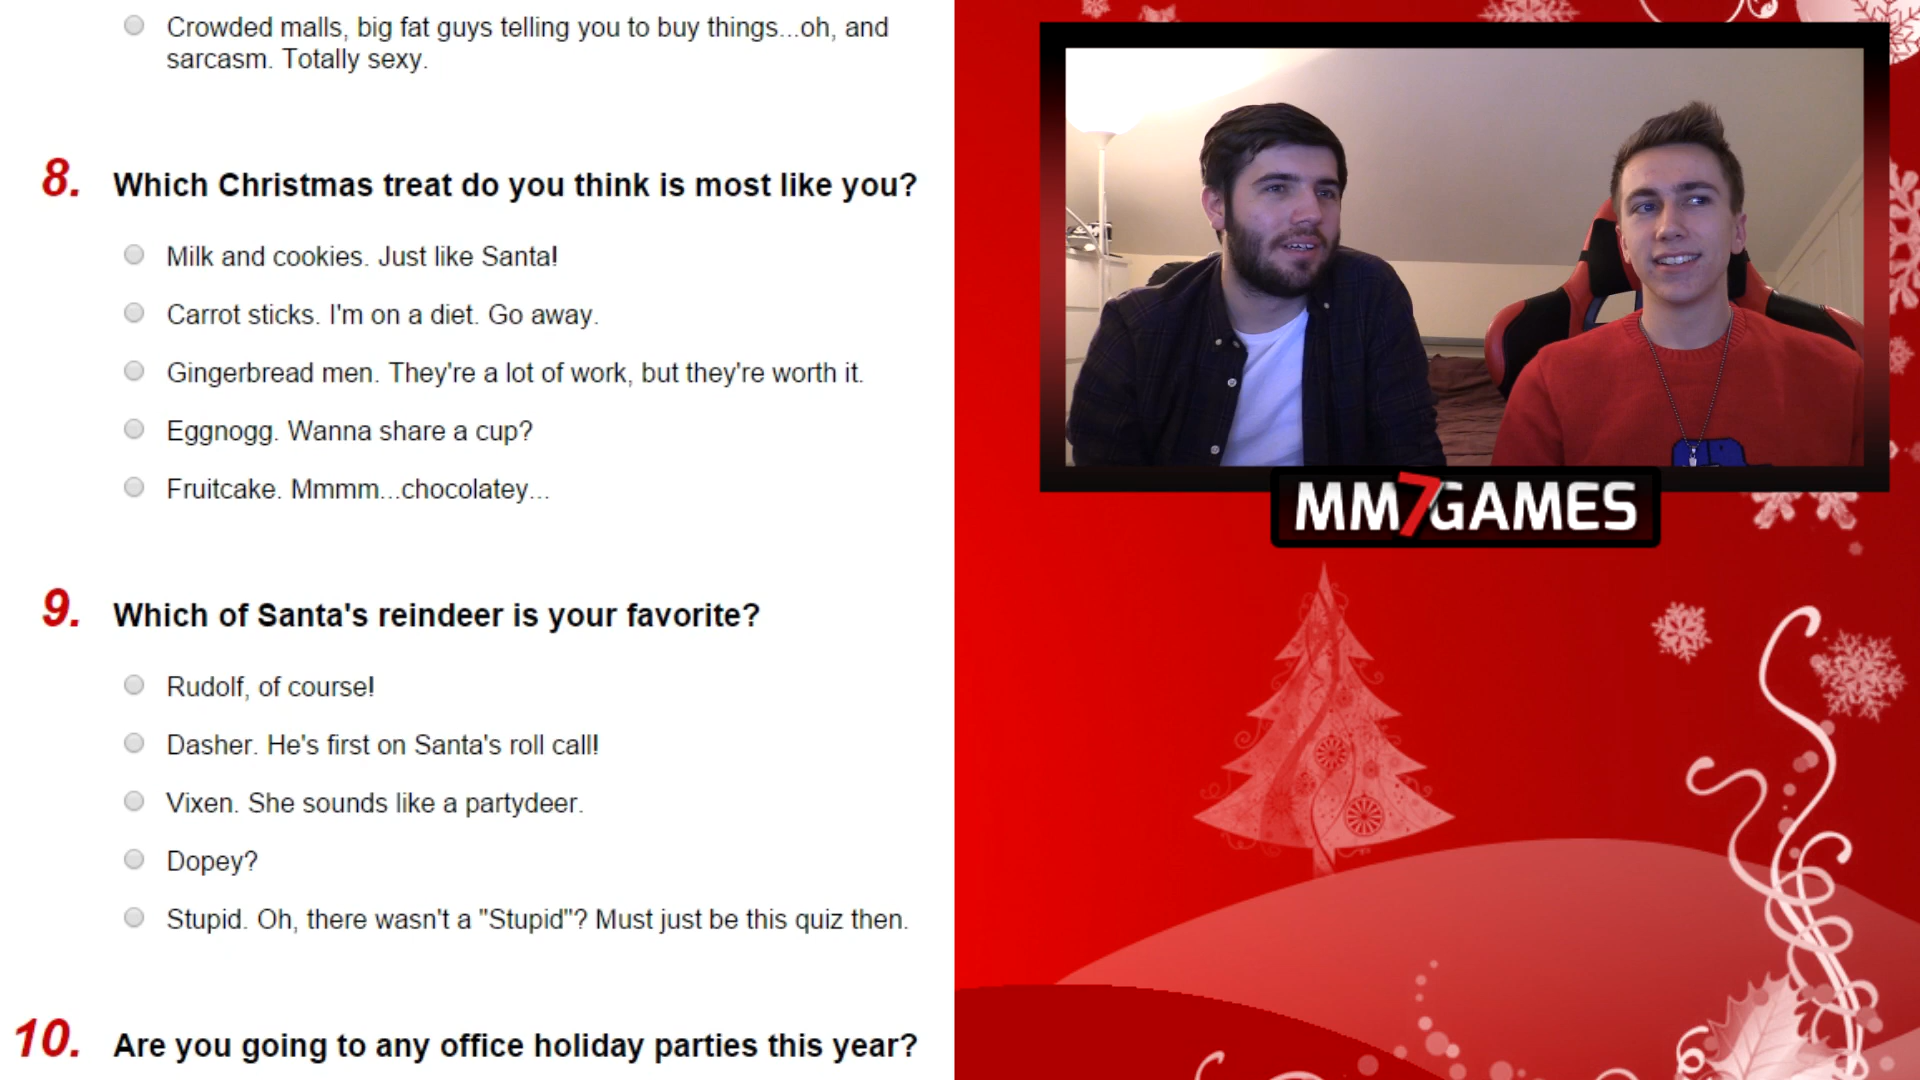 Crowded malls, big fat guys telling you to buy things...oh, and
sarcasm. Totally sexy.
8. Which Christmas treat do you think is most like you?
Milk and cookies. Just like Santa!
Carrot sticks. I'm on a diet. Go away.
Gingerbread men. They're a lot of work, but they're worth it.
Eggnogg. Wanna share a cup?
Fruitcake. Mmmm...chocolatey...
9. Which of Santa's reindeer is your favorite?
Rudolf, of course!
Dasher. He's first on Santa's roll call!
Vixen. She sounds like a partydeer.
Dopey?
Stupid. Oh, there wasn't a "Stupid"? Must just be this quiz then.
10. Are you going to any office holiday parties this year?
MM7GAMES